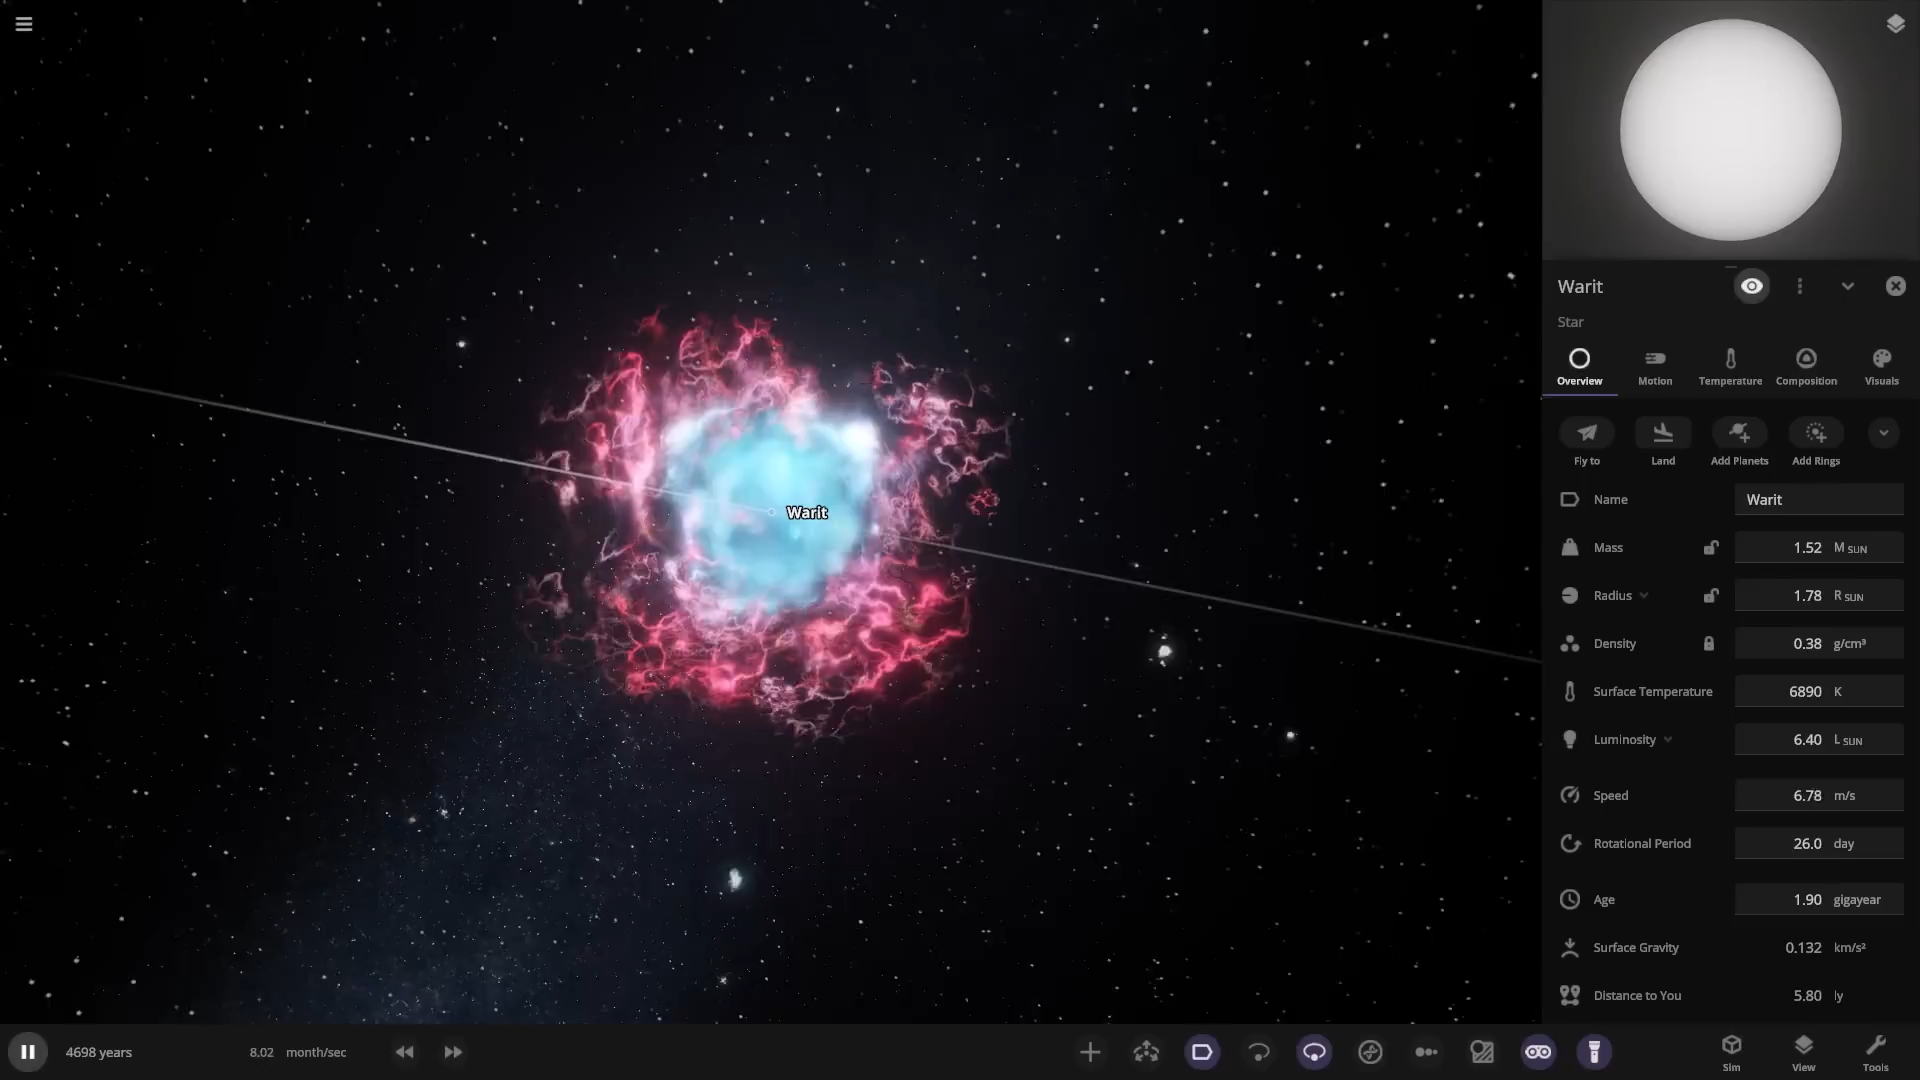 Warit
Warit
Star
Overview Motion Temperature Composition Visuals
Fly to Land Add Planets Add Rings
Name Warit
Mass 1.52 M SUN
Radius 1.78 R SUN
Density 0.38 g/cm³
Surface Temperature 6890 K
Luminosity 6.40 L SUN
Speed 6.78 m/s
Rotational Period 26.0 day
Age 1.90 gigayear
Surface Gravity 0.132 km/s²
Distance to You 5.80 ly
4698 years 8.02 month/sec
Sim View Tools